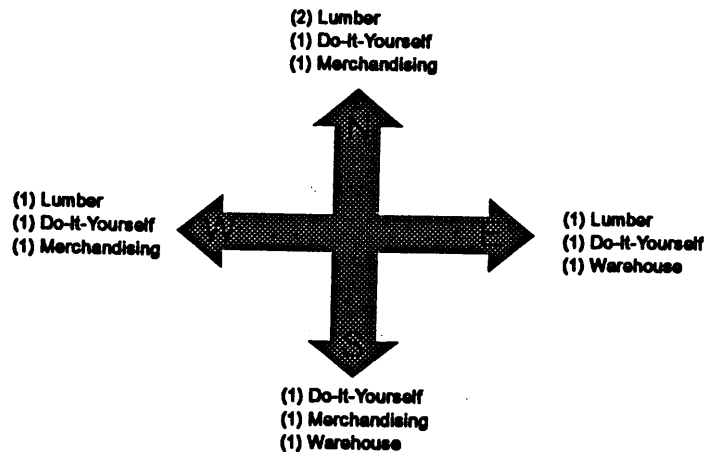 (2) Lumber
(1) Do-It-Yourself
(1) Merchandising
N
(1) Lumber
(1) Do-It-Yourself
(1) Merchandising
W
E
(1) Lumber
(1) Do-It-Yourself
(1) Warehouse
S
(1) Do-It-Yourself
(1) Merchandising
(1) Warehouse